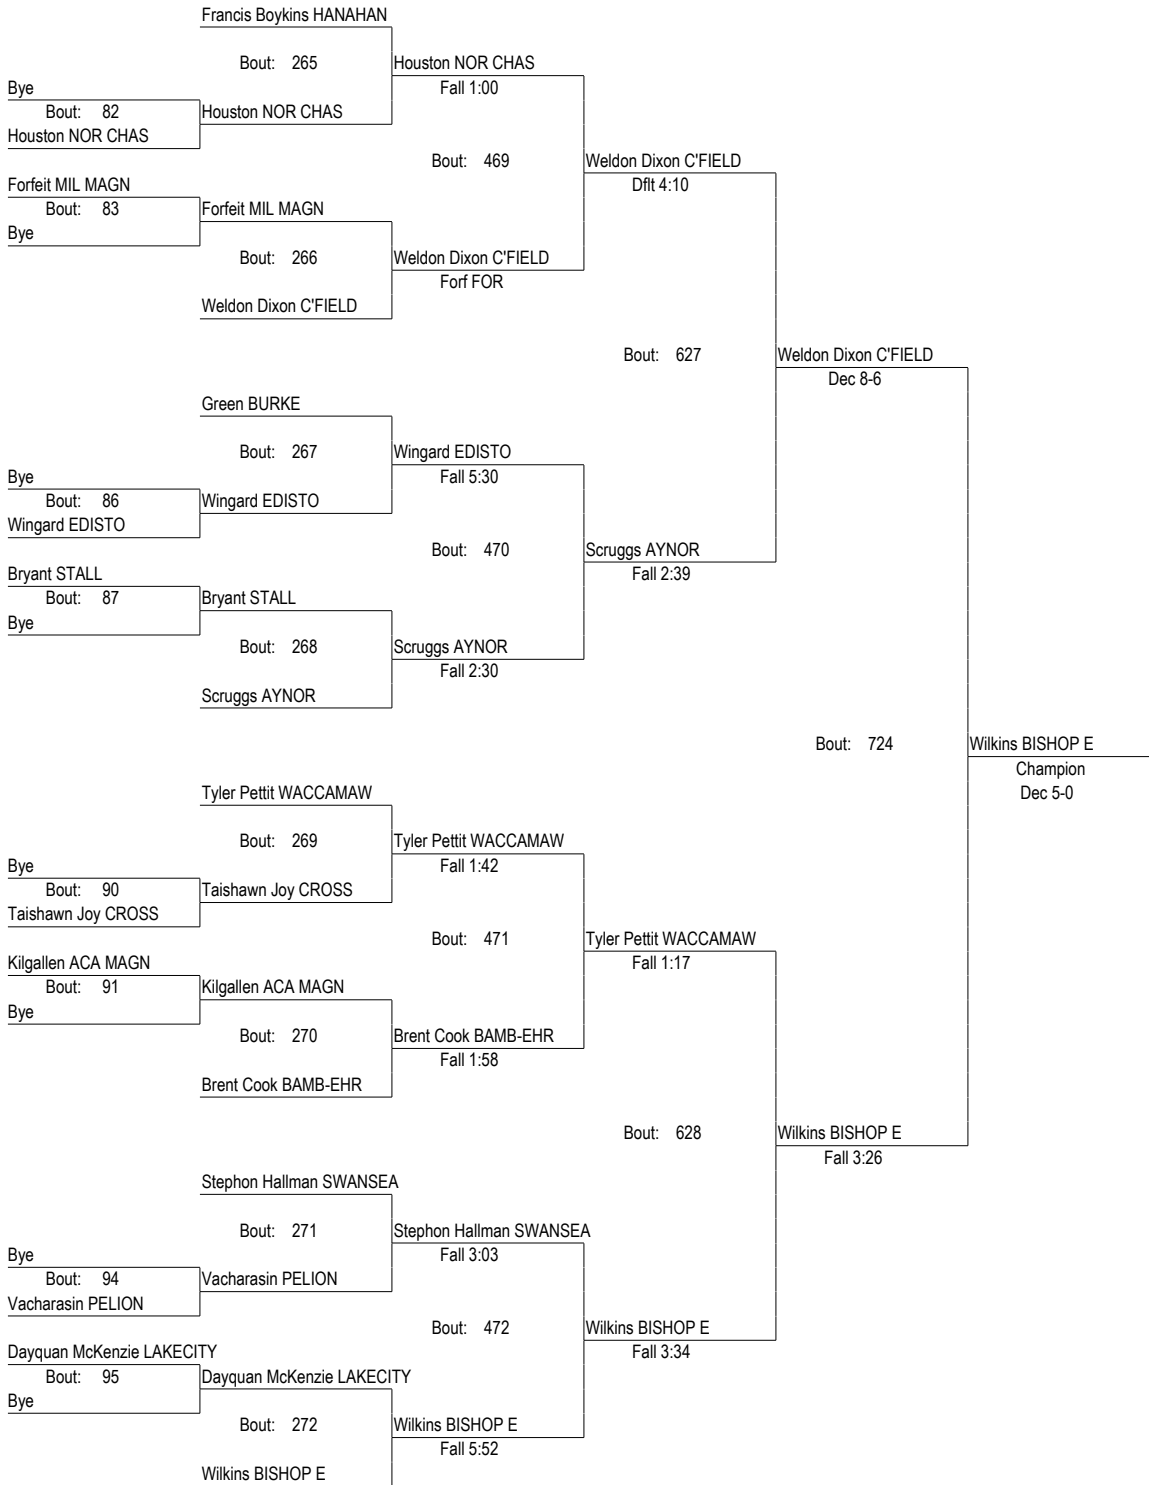 Francis Boykins HANAHAN
Bout: 265
Houston NOR CHAS
Fall 1:00
Bye
Bout: 82
Houston NOR CHAS
Houston NOR CHAS
Bout: 469
Weldon Dixon C'FIELD
Dflt 4:10
Forfeit MIL MAGN
Bout: 83
Forfeit MIL MAGN
Bye
Bout: 266
Weldon Dixon C'FIELD
Forf FOR
Weldon Dixon C'FIELD
Bout: 627
Weldon Dixon C'FIELD
Dec 8-6
Green BURKE
Bout: 267
Wingard EDISTO
Fall 5:30
Bye
Bout: 86
Wingard EDISTO
Wingard EDISTO
Bout: 470
Scruggs AYNOR
Fall 2:39
Bryant STALL
Bout: 87
Bryant STALL
Bye
Bout: 268
Scruggs AYNOR
Fall 2:30
Scruggs AYNOR
Bout: 724
Wilkins BISHOP E
Champion
Dec 5-0
Tyler Pettit WACCAMAW
Bout: 269
Tyler Pettit WACCAMAW
Fall 1:42
Bye
Bout: 90
Taishawn Joy CROSS
Taishawn Joy CROSS
Bout: 471
Tyler Pettit WACCAMAW
Fall 1:17
Kilgallen ACA MAGN
Bout: 91
Kilgallen ACA MAGN
Bye
Bout: 270
Brent Cook BAMB-EHR
Fall 1:58
Brent Cook BAMB-EHR
Bout: 628
Wilkins BISHOP E
Fall 3:26
Stephon Hallman SWANSEA
Bout: 271
Stephon Hallman SWANSEA
Fall 3:03
Bye
Bout: 94
Vacharasin PELION
Vacharasin PELION
Bout: 472
Wilkins BISHOP E
Fall 3:34
Dayquan McKenzie LAKECITY
Bout: 95
Dayquan McKenzie LAKECITY
Bye
Bout: 272
Wilkins BISHOP E
Fall 5:52
Wilkins BISHOP E